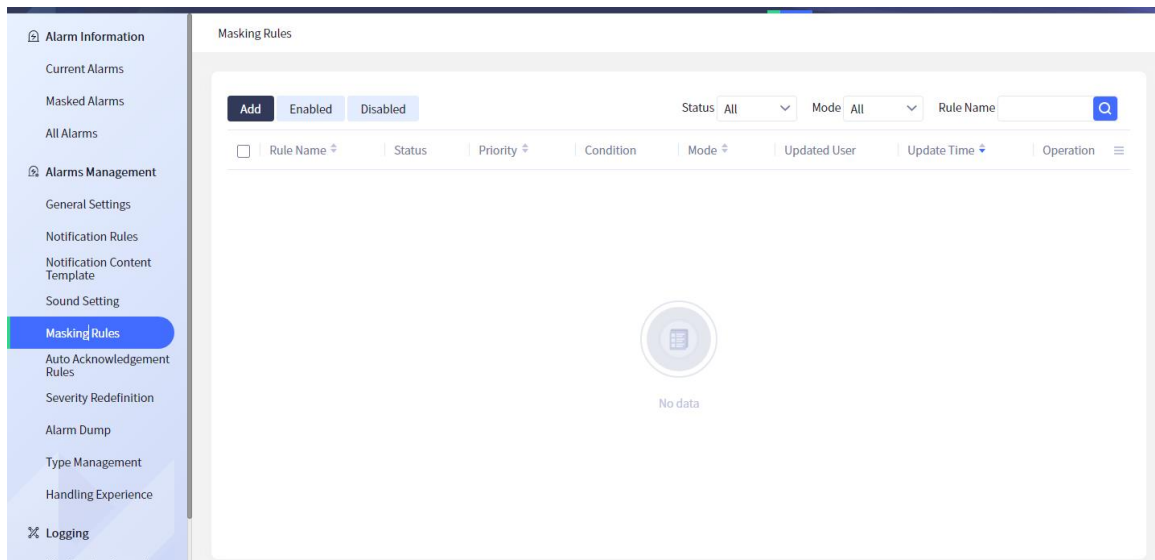 Alarm Information
Current Alarms
Masked Alarms
All Alarms
Alarms Management
General Settings
Notification Rules
Notification Content
Template
Sound Setting
Masking Rules
Auto Acknowledgement
Rules
Severity Redefinition
Alarm Dump
Type Management
Handling Experience
Logging
Masking Rules
Add Enabled Disabled Status All Mode All Rule Name
Rule Name Status Priority Condition Mode Updated User Update Time Operation
No data